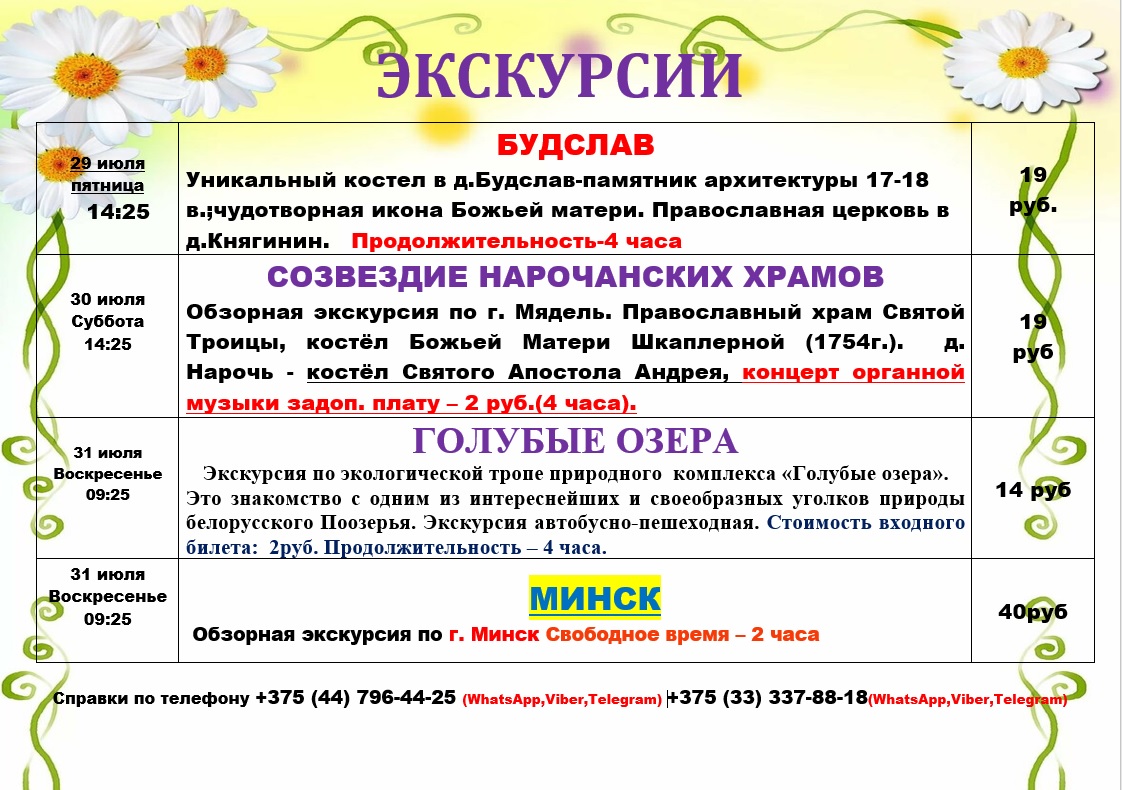 ЭКСКУРСИИ
29 июля
пятница
14:25
БУДСЛАВ
Уникальный костел в д.Будслав-памятник архитектуры 17-18
в.;чудотворная икона Божьей матери. Православная церковь в
д.Княгинин. Продолжительность-4 часа
19
руб.
30 июля
Суббота
14:25
СОЗВЕЗДИЕ НАРОЧАНСКИХ ХРАМОВ
Обзорная экскурсия по г. Мядель. Православный храм Святой
Троицы, костёл Божьей Матери Шкаплерной (1754г.). д.
Нарочь - костёл Святого Апостола Андрея, концерт органной
музыки задоп. плату – 2 руб.(4 часа).
19
руб
31 июля
Воскресенье
09:25
ГОЛУБЫЕ ОЗЕРА
Экскурсия по экологической тропе природного комплекса «Голубые озера».
Это знакомство с одним из интереснейших и своеобразных уголков природы
белорусского Поозерья. Экскурсия автобусно-пешеходная. Стоимость входного
билета: 2руб. Продолжительность – 4 часа.
14 руб
31 июля
Воскресенье
09:25
МИНСК
Обзорная экскурсия по г. Минск Свободное время – 2 часа
40руб
Справки по телефону +375 (44) 796-44-25 (WhatsApp,Viber,Telegram) +375 (33) 337-88-18(WhatsApp,Viber,Telegram)